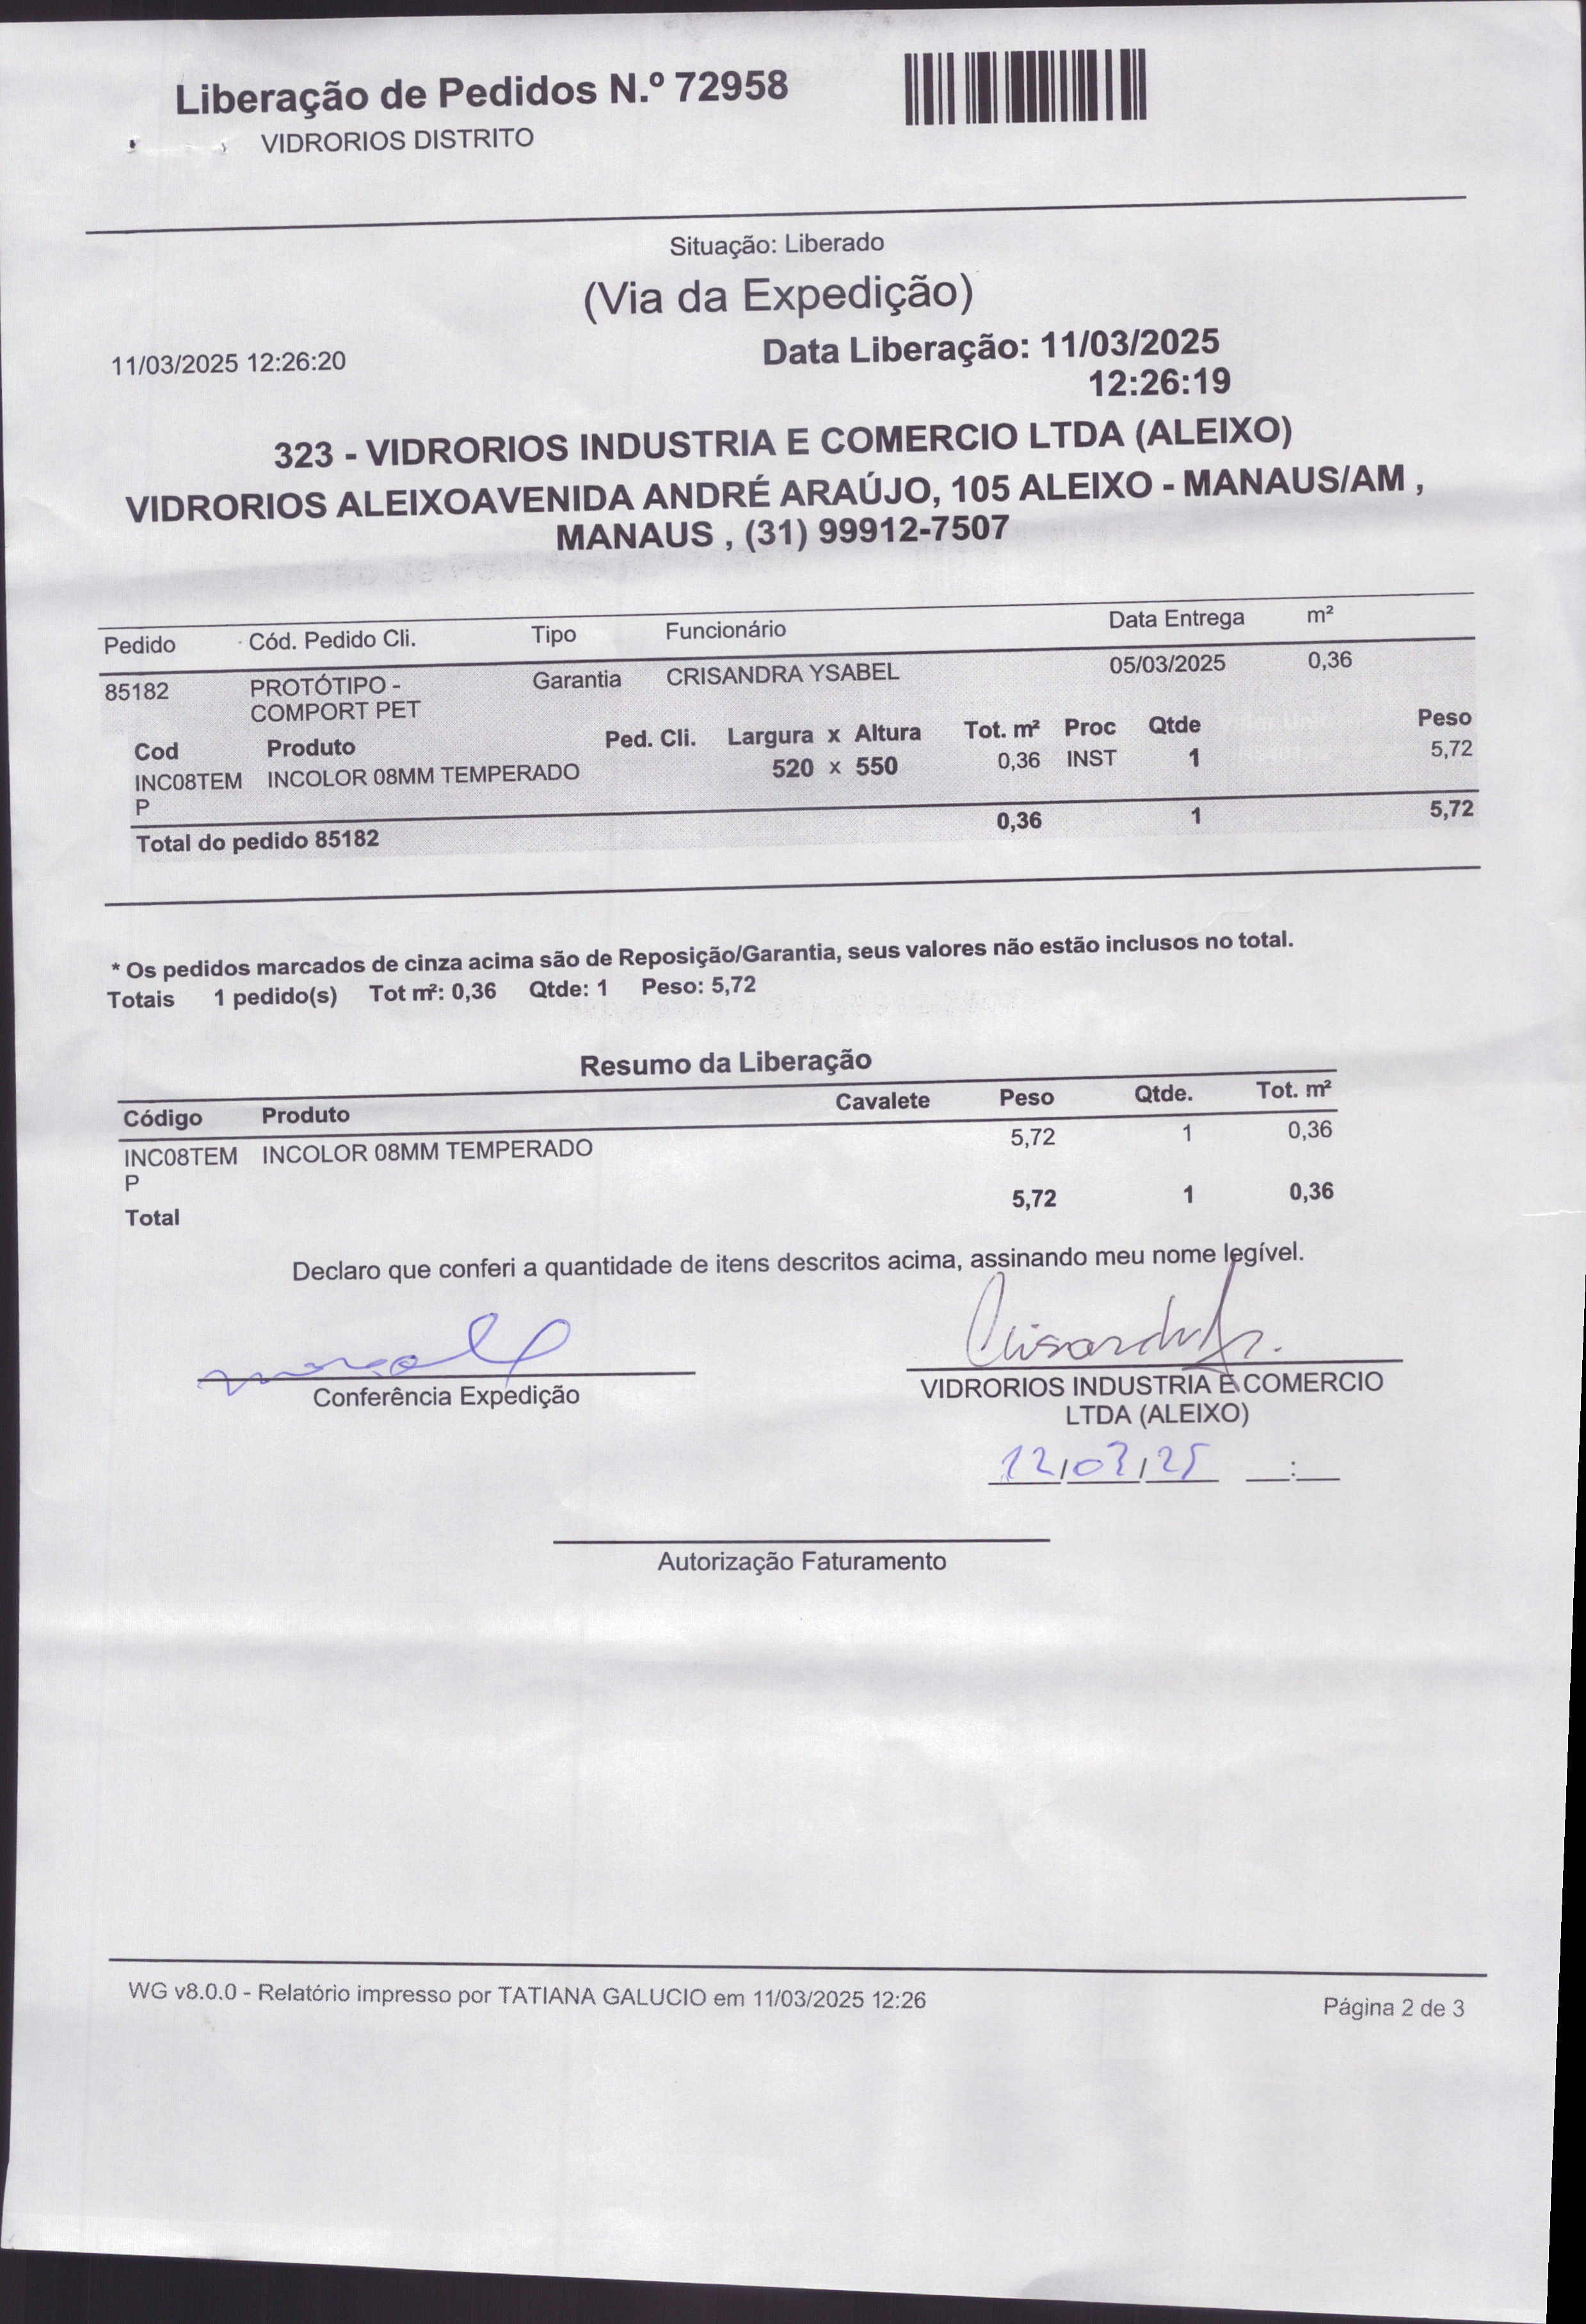 Liberação de Pedidos N.º 72958
VIDRORIOS DISTRITO
Situação: Liberado
(Via da Expedição)
11/03/2025 12:26:20
Data Liberação: 11/03/2025
12:26:19
323 - VIDRORIOS INDUSTRIA E COMERCIO LTDA (ALEIXO)
VIDRORIOS ALEIXOAVENIDA ANDRÉ ARAÚJO, 105 ALEIXO - MANAUS/AM ,
MANAUS , (31) 99912-7507
Pedido Cód. Pedido Cli. Tipo Funcionário Data Entrega m²
85182 PROTÓTIPO - Garantia CRISANDRA YSABEL 05/03/2025 0,36
COMPORT PET
Cod Produto Ped. Cli. Largura x Altura Tot. m² Proc Qtde Peso
INC08TEM INCOLOR 08MM TEMPERADO 520 x 550 0,36 INST 1 5,72
P
Total do pedido 85182 0,36 1 5,72
* Os pedidos marcados de cinza acima são de Reposição/Garantia, seus valores não estão inclusos no total.
Totais 1 pedido(s) Tot m²: 0,36 Qtde: 1 Peso: 5,72
Resumo da Liberação
Código Produto Cavalete Peso Qtde. Tot. m²
INC08TEM INCOLOR 08MM TEMPERADO 5,72 1 0,36
P
Total 5,72 1 0,36
Declaro que conferi a quantidade de itens descritos acima, assinando meu nome legível.
Conferência Expedição
VIDRORIOS INDUSTRIA E COMERCIO
LTDA (ALEIXO)
12/03/25 __:__
Autorização Faturamento
WG v8.0.0 - Relatório impresso por TATIANA GALUCIO em 11/03/2025 12:26
Página 2 de 3